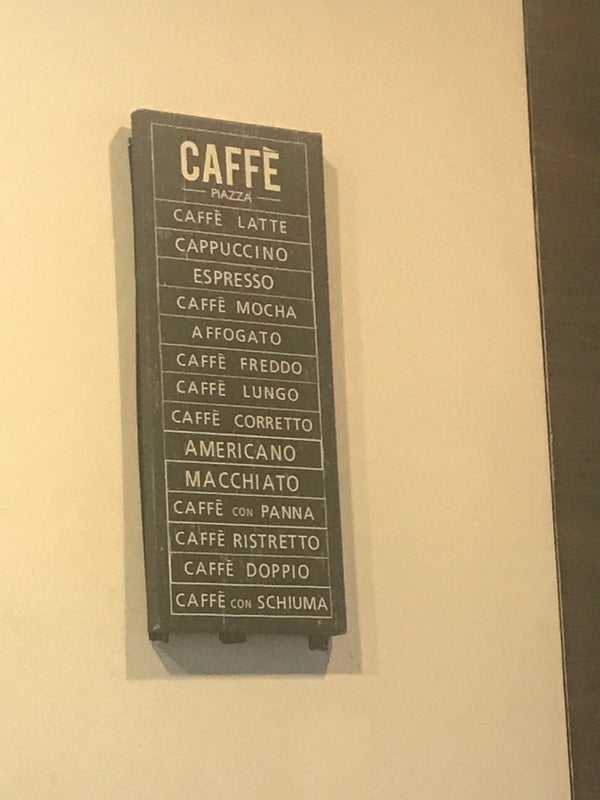 CAFFÈ
PIAZZA
CAFFÈ LATTE
CAPPUCCINO
ESPRESSO
CAFFÈ MOCHA
AFFOGATO
CAFFÈ FREDDO
CAFFÈ LUNGO
CAFFÈ CORRETTO
AMERICANO
MACCHIATO
CAFFÈ CON PANNA
CAFFÈ RISTRETTO
CAFFÈ DOPPIO
CAFFÈ CON SCHIUMA